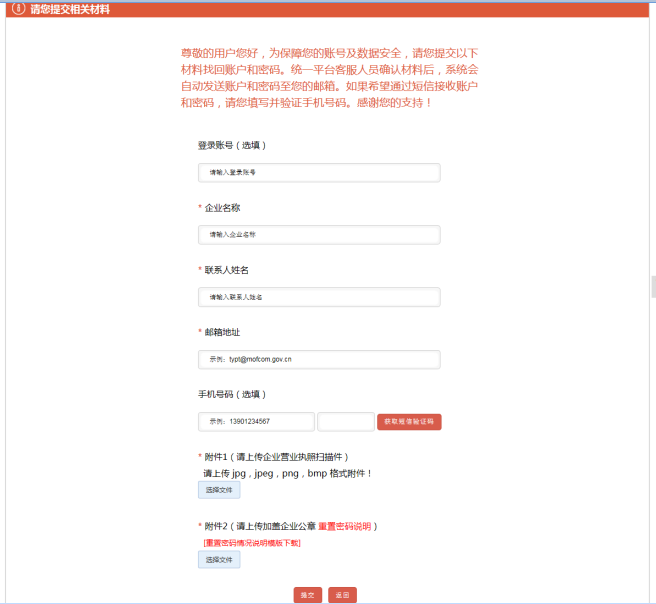 请您提交相关材料
尊敬的用户您好，为保障您的账号及数据安全，请您提交以下
材料找回账户和密码。统一平台客服人员确认材料后，系统会
自动发送账户和密码至您的邮箱。如果希望通过短信接收账户
和密码，请您填写并验证手机号码。感谢您的支持！
登录账号（选填）
请输入登录账号
* 企业名称
请输入企业名称
* 联系人姓名
请输入联系人姓名
* 邮箱地址
示例：typt@mofcom.gov.cn
手机号码（选填）
示例：13901234567 获取短信验证码
* 附件1（请上传企业营业执照扫描件）
请上传 jpg，jpeg，png，bmp 格式附件！
选择文件
* 附件2（请上传加盖企业公章 重置密码说明）
[重置密码情况说明模版下载]
选择文件
提交 返回